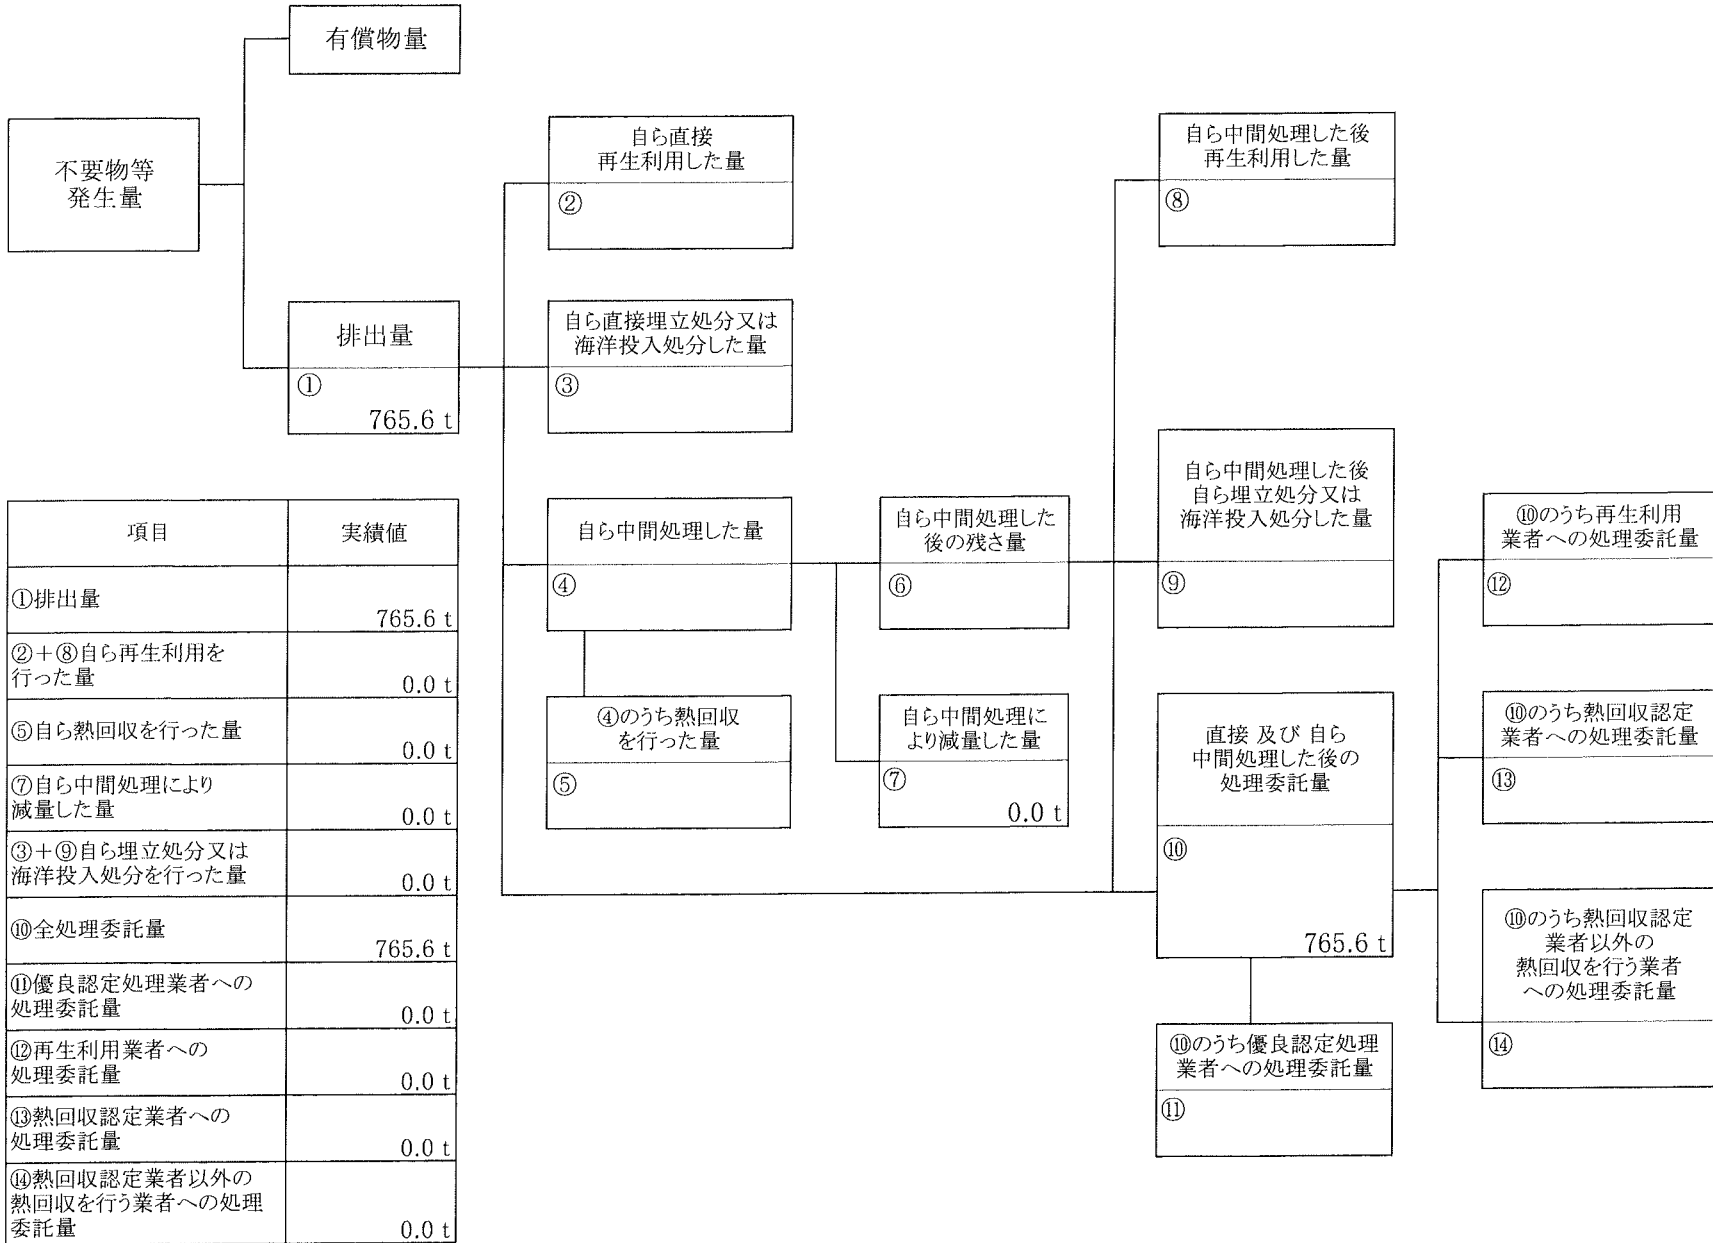 有償物量
不要物等
発生量
排出量
①
765.6 t
自ら直接
再生利用した量
②
自ら直接埋立処分又は
海洋投入処分した量
③
自ら中間処理した量
④
④のうち熱回収
を行った量
⑤
自ら中間処理した
後の残さ量
⑥
自ら中間処理に
より減量した量
⑦
0.0 t
自ら中間処理した後
再生利用した量
⑧
自ら中間処理した後
自ら埋立処分又は
海洋投入処分した量
⑨
直接 及び 自ら
中間処理した後の
処理委託量
⑩
765.6 t
⑩のうち優良認定処理
業者への処理委託量
⑪
⑩のうち再生利用
業者への処理委託量
⑫
⑩のうち熱回収認定
業者への処理委託量
⑬
⑩のうち熱回収認定
業者以外の
熱回収を行う業者
への処理委託量
⑭
項目 実績値
①排出量
765.6 t
②+⑧自ら再生利用を
行った量
0.0 t
⑤自ら熱回収を行った量
0.0 t
⑦自ら中間処理により
減量した量
0.0 t
③+⑨自ら埋立処分又は
海洋投入処分を行った量
0.0 t
⑩全処理委託量
765.6 t
⑪優良認定処理業者への
処理委託量
0.0 t
⑫再生利用業者への
処理委託量
0.0 t
⑬熱回収認定業者への
処理委託量
0.0 t
⑭熱回収認定業者以外の
熱回収を行う業者への処理
委託量
0.0 t